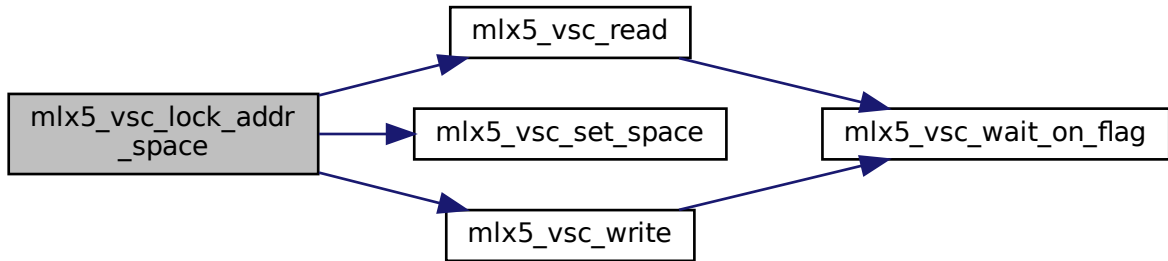 mlx5_vsc_read
mlx5_vsc_lock_addr
_space
mlx5_vsc_set_space
mlx5_vsc_wait_on_flag
mlx5_vsc_write